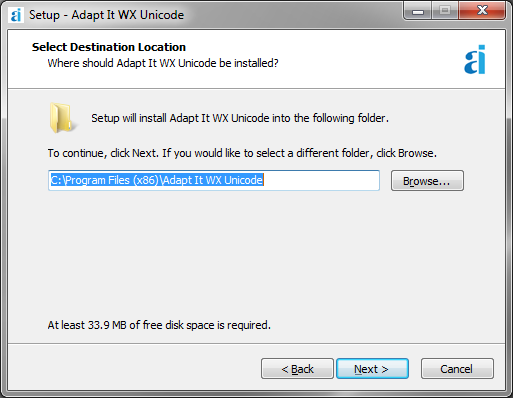 ai Setup - Adapt It WX Unicode
Select Destination Location
Where should Adapt It WX Unicode be installed?
ai
Setup will install Adapt It WX Unicode into the following folder.
To continue, click Next. If you would like to select a different folder, click Browse.
C:\Program Files (x86)\Adapt It WX Unicode Browse...
At least 33.9 MB of free disk space is required.
< Back Next > Cancel